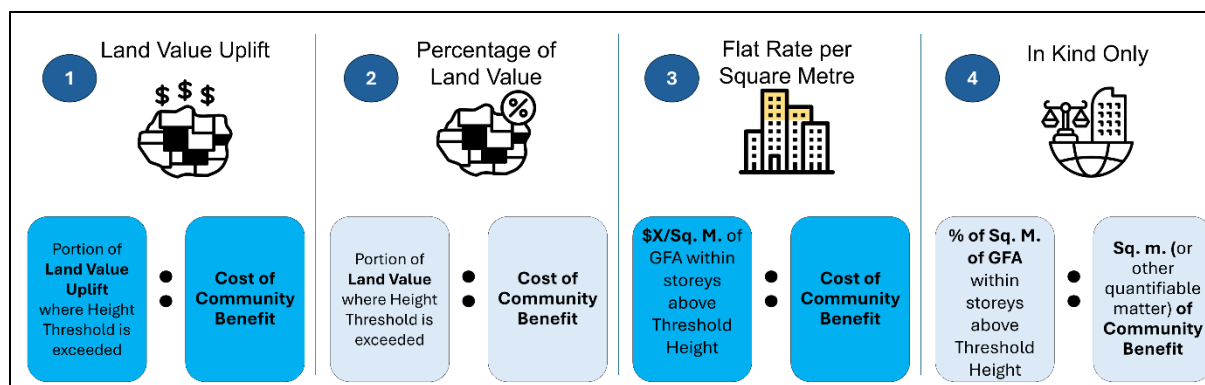 1
Land Value Uplift
$ $ $
Portion of
Land Value
Uplift
where Height
Threshold is
exceeded
:
Cost of
Community
Benefit
2
Percentage of
Land Value
%
Portion of
Land Value
where Height
Threshold is
exceeded
:
Cost of
Community
Benefit
3
Flat Rate per
Square Metre
$X/Sq. M. of
GFA within
storeys
above
Threshold
Height
:
Cost of
Community
Benefit
4
In Kind Only
% of Sq. M.
of GFA
within
storeys
above
Threshold
Height
:
Sq. m. (or
other
quantifiable
matter) of
Community
Benefit